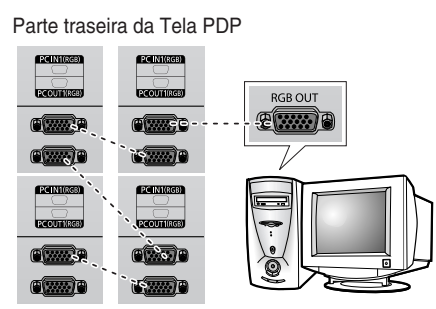 Parte traseira da Tela PDP
PC IN1(RGB)
PC OUT1(RGB)
PC IN1(RGB)
PC OUT1(RGB)
RGB OUT
PC IN1(RGB)
PC OUT1(RGB)
PC IN1(RGB)
PC OUT1(RGB)